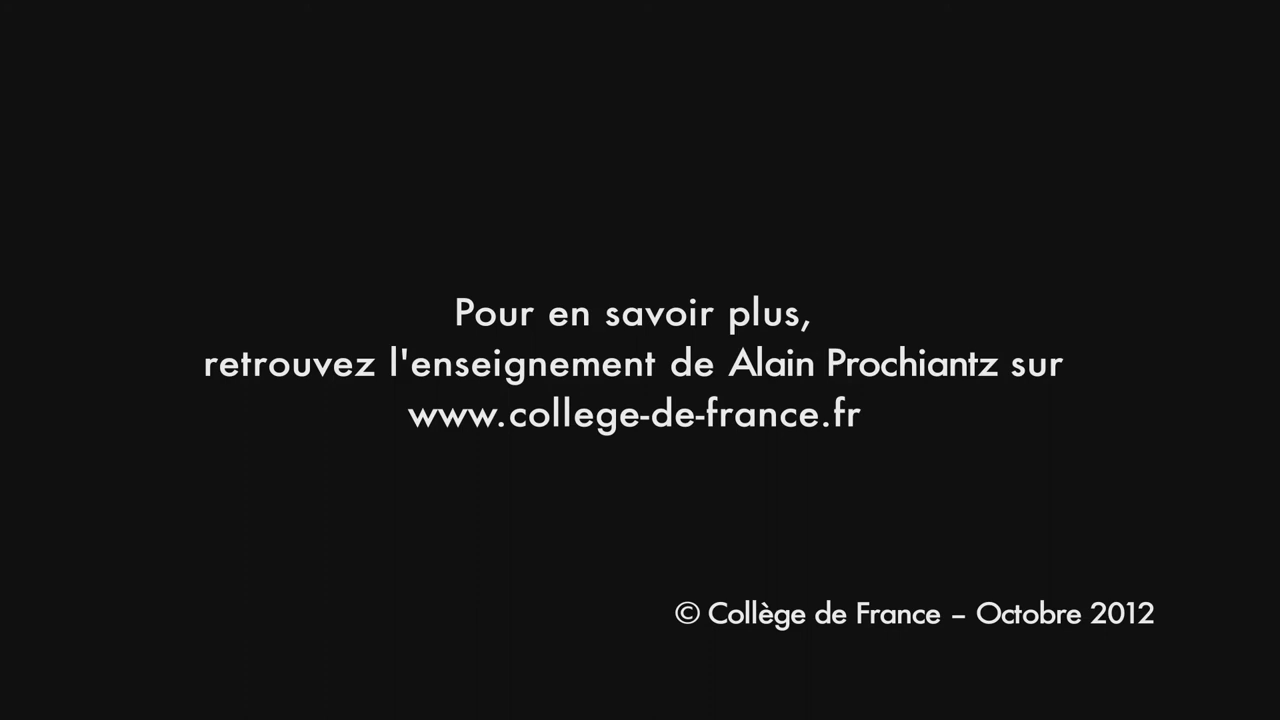 Pour en savoir plus,
retrouvez l'enseignement de Alain Prochiantz sur
www.college-de-france.fr
© Collège de France – Octobre 2012